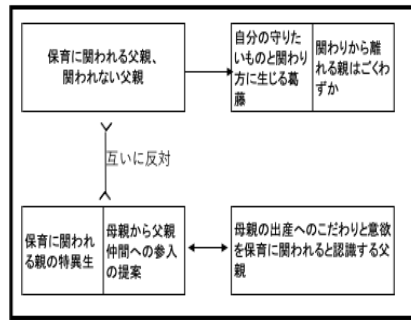 保育に関わる父親、
関われない父親
自分の守りた
いものと関わり
方に生じる葛
藤
関わりから離
れる親はごくわ
ずか
互いに反対
保育に関われ
る親の特異生
母親から父親
仲間への参入
の提案
母親の出産へのこだわりと意欲
を保育に関われると認識する父
親